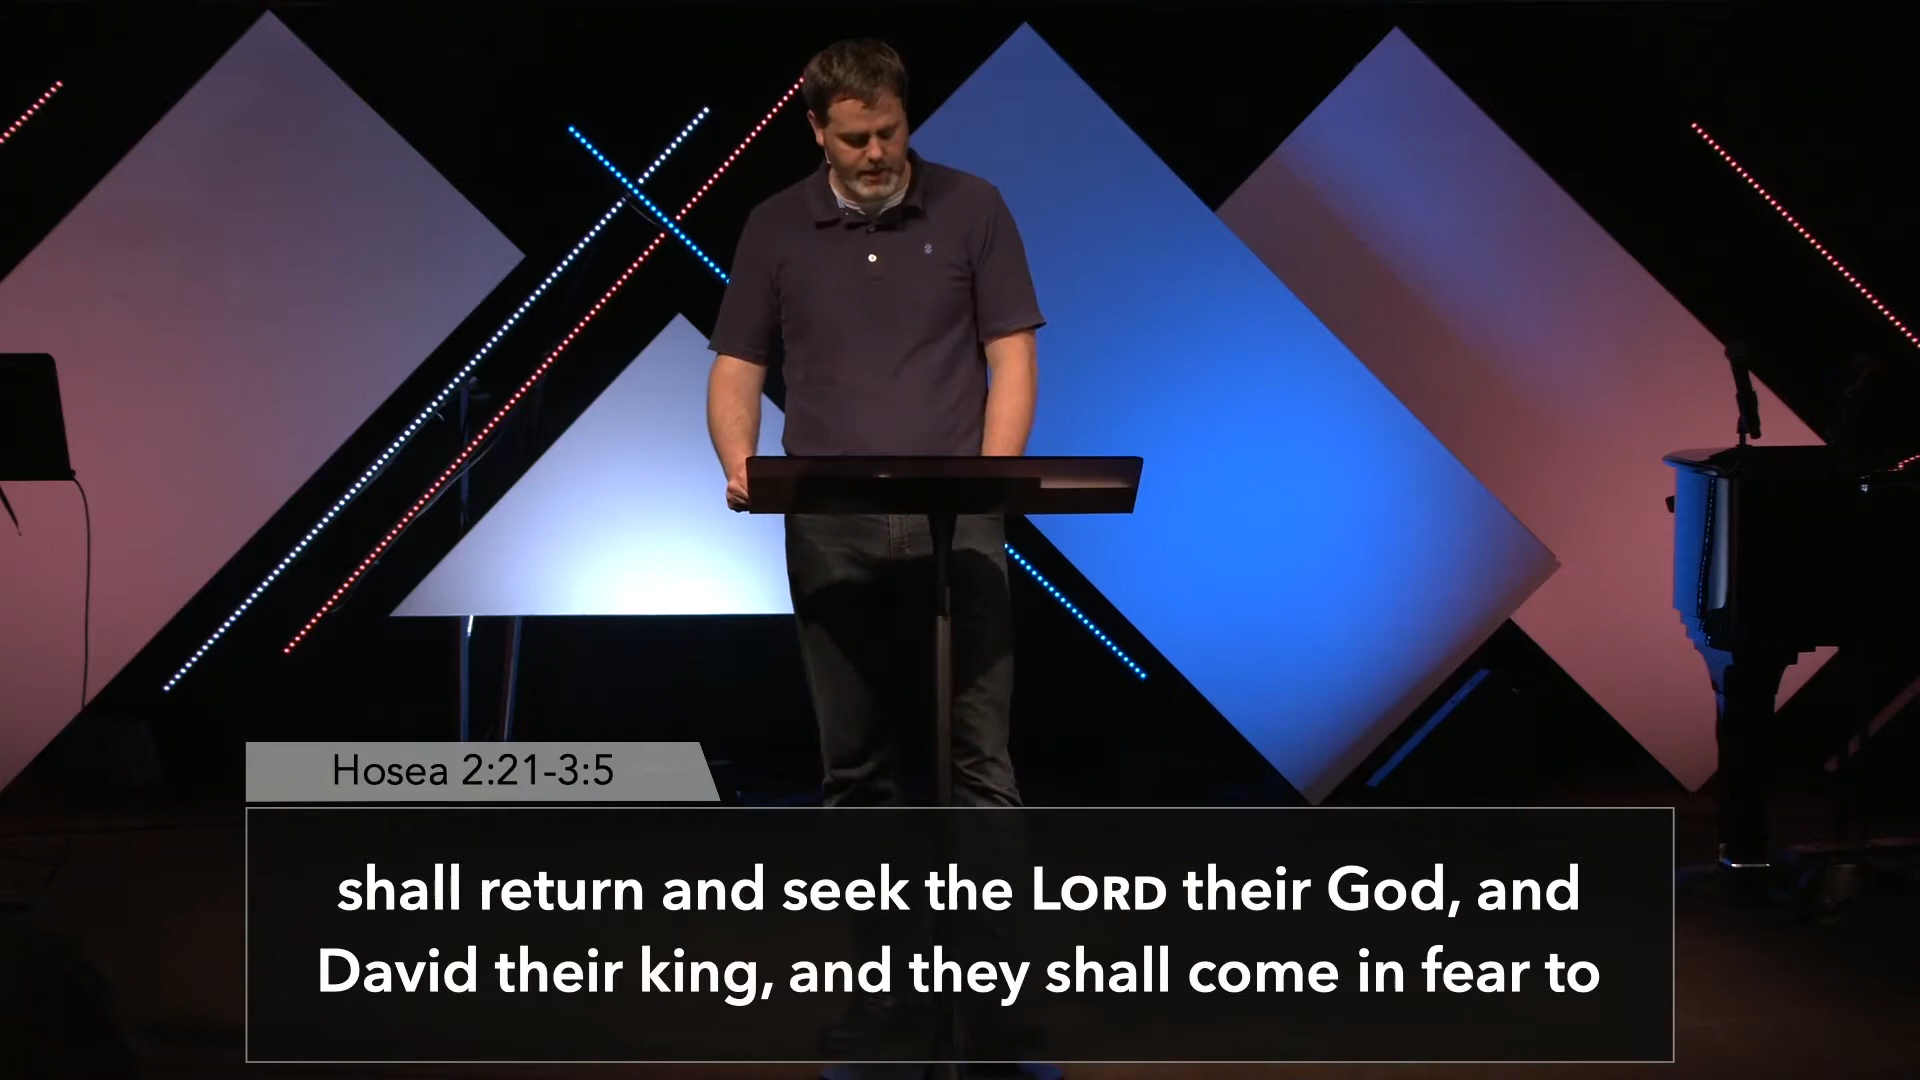 Hosea 2:21-3:5
shall return and seek the LORD their God, and
David their king, and they shall come in fear to